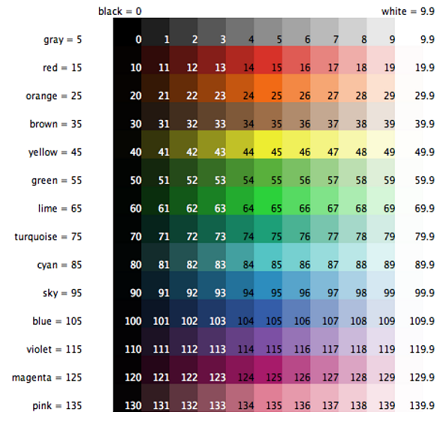 black = 0 white = 9.9
gray = 5 0 1 2 3 4 5 6 7 8 9 9.9
red = 15 10 11 12 13 14 15 16 17 18 19 19.9
orange = 25 20 21 22 23 24 25 26 27 28 29 29.9
brown = 35 30 31 32 33 34 35 36 37 38 39 39.9
yellow = 45 40 41 42 43 44 45 46 47 48 49 49.9
green = 55 50 51 52 53 54 55 56 57 58 59 59.9
lime = 65 60 61 62 63 64 65 66 67 68 69 69.9
turquoise = 75 70 71 72 73 74 75 76 77 78 79 79.9
cyan = 85 80 81 82 83 84 85 86 87 88 89 89.9
sky = 95 90 91 92 93 94 95 96 97 98 99 99.9
blue = 105 100 101 102 103 104 105 106 107 108 109 109.9
violet = 115 110 111 112 113 114 115 116 117 118 119 119.9
magenta = 125 120 121 122 123 124 125 126 127 128 129 129.9
pink = 135 130 131 132 133 134 135 136 137 138 139 139.9